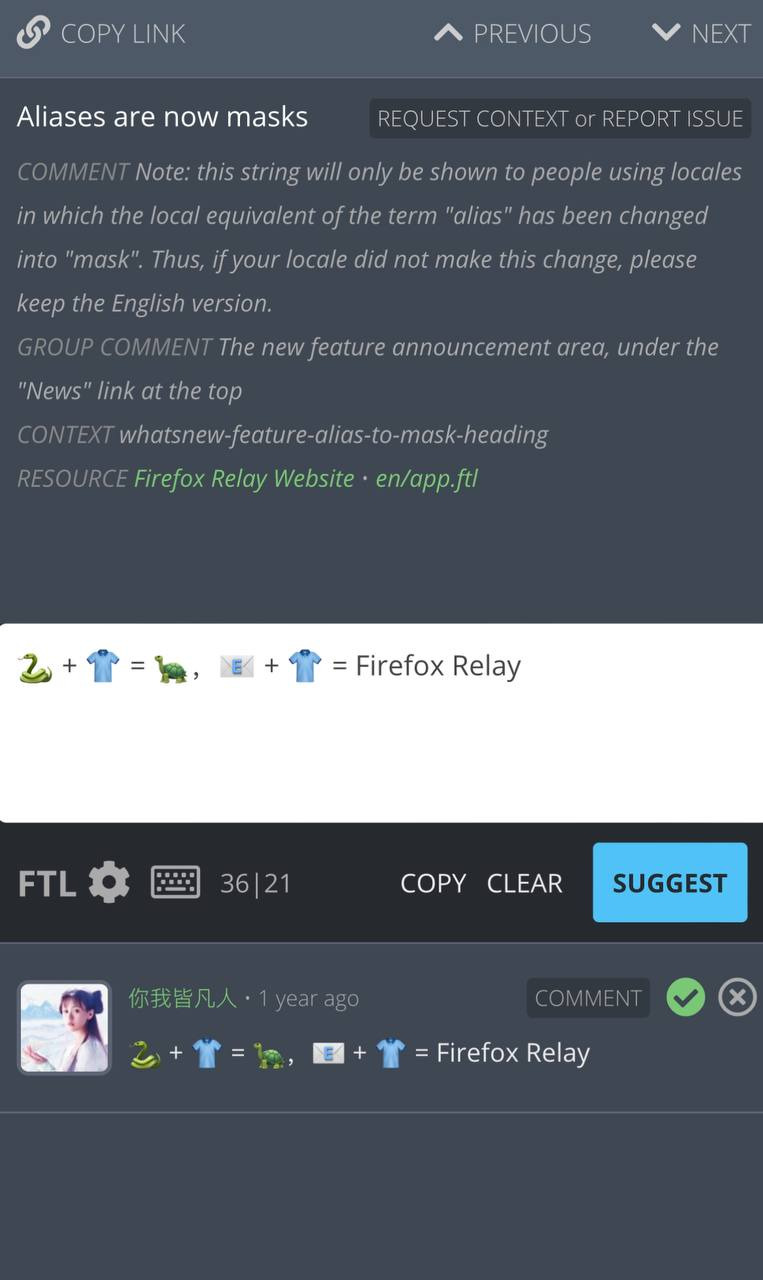 COPY LINK PREVIOUS NEXT
Aliases are now masks REQUEST CONTEXT or REPORT ISSUE
COMMENT Note: this string will only be shown to people using locales
in which the local equivalent of the term "alias" has been changed
into "mask". Thus, if your locale did not make this change, please
keep the English version.
GROUP COMMENT The new feature announcement area, under the
"News" link at the top
CONTEXT whatsnew-feature-alias-to-mask-heading
RESOURCE Firefox Relay Website • en/app.ftl
🐍 + 👕 = 🐢, 📧 + 👕 = Firefox Relay
FTL 36|21 COPY CLEAR SUGGEST
你我皆凡人 • 1 year ago COMMENT
🐍 + 👕 = 🐢, 📧 + 👕 = Firefox Relay